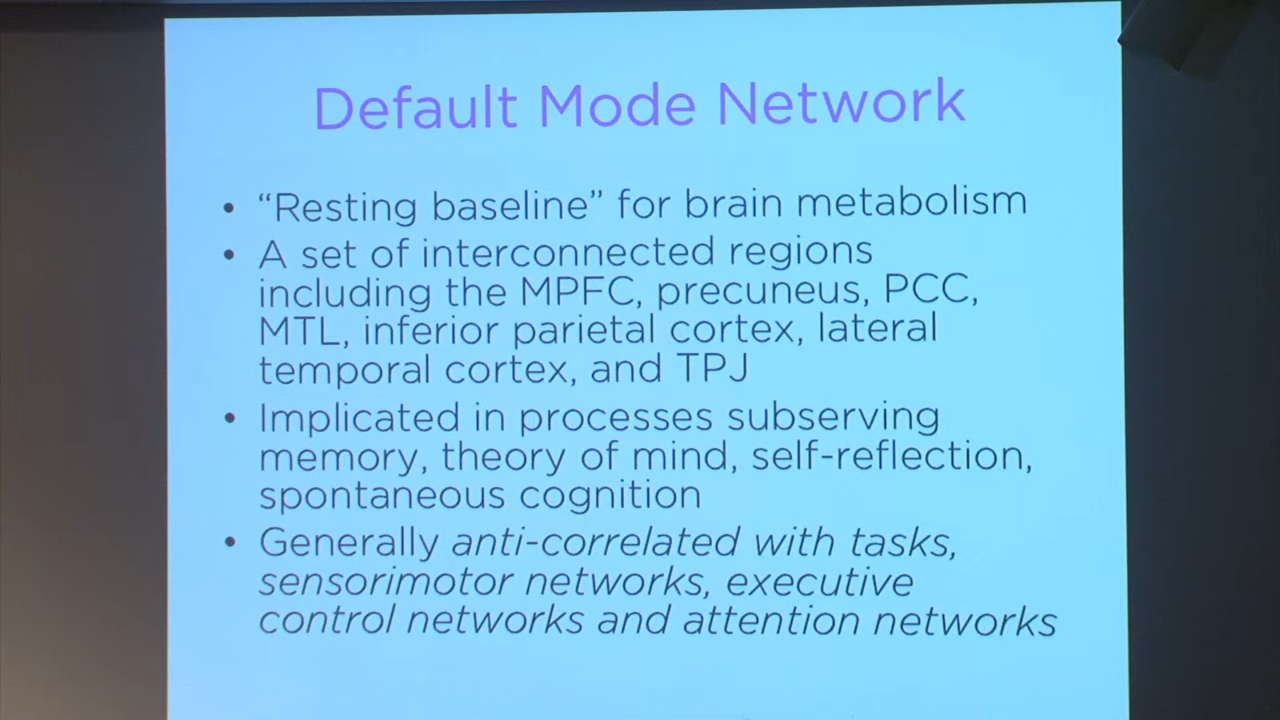 Default Mode Network
• “Resting baseline” for brain metabolism
• A set of interconnected regions
including the MPFC, precuneus, PCC,
MTL, inferior parietal cortex, lateral
temporal cortex, and TPJ
• Implicated in processes subserving
memory, theory of mind, self-reflection,
spontaneous cognition
• Generally anti-correlated with tasks,
sensorimotor networks, executive
control networks and attention networks